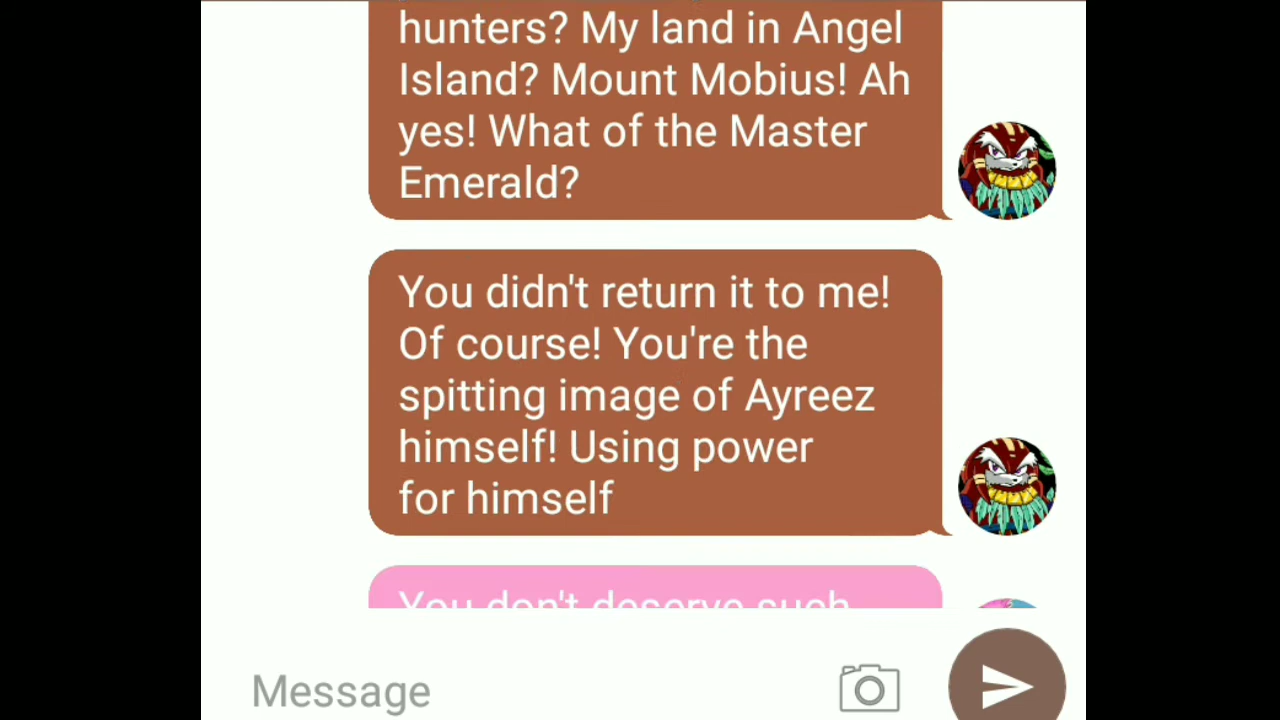 hunters? My land in Angel
Island? Mount Mobius! Ah
yes! What of the Master
Emerald?
You didn't return it to me!
Of course! You're the
spitting image of Ayreez
himself! Using power
for himself
You don't deserve such
Message